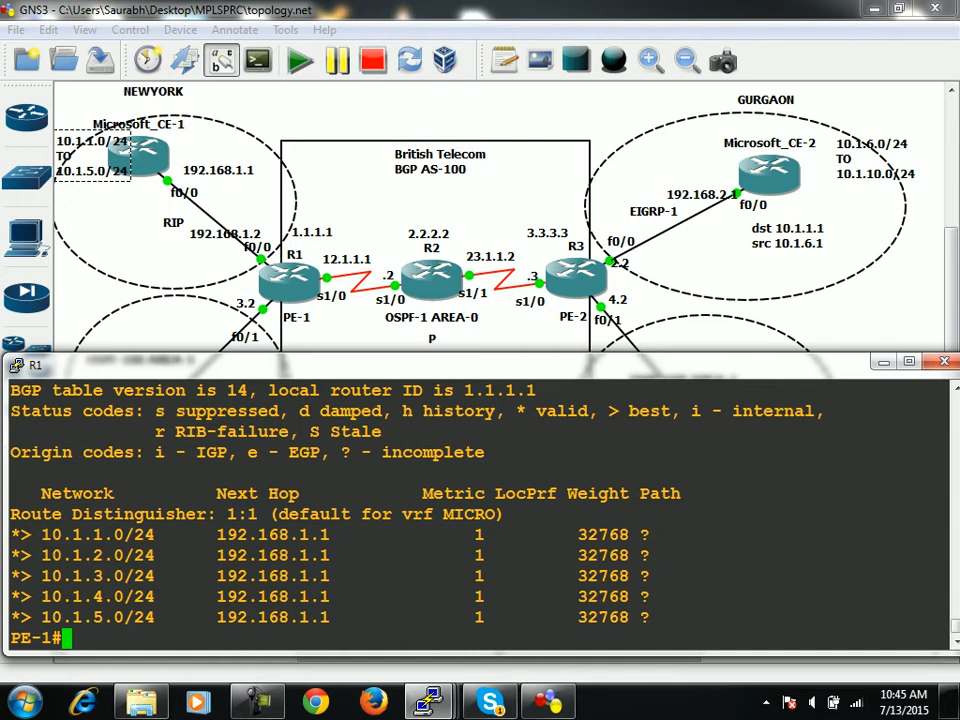 GNS3 - C:\Users\Saurabh\Desktop\MPLSPRC\topology.net
File Edit View Control Device Annotate Tools Help
NEWYORK
Microsoft_CE-1
10.1.1.0/24
TO
10.1.5.0/24
192.168.1.1
f0/0
RIP
192.168.1.2
f0/0
1.1.1.1
R1
12.1.1.1
s1/0
PE-1
3.2
f0/1
British Telecom
BGP AS-100
2.2.2.2
R2
.2
s1/0
s1/1
23.1.1.2
OSPF-1 AREA-0
P
3.3.3.3
R3
.3
s1/0
PE-2
f0/0
2.2
4.2
f0/1
GURGAON
Microsoft_CE-2
10.1.6.0/24
TO
10.1.10.0/24
192.168.2.1
f0/0
EIGRP-1
dst 10.1.1.1
src 10.1.6.1
R1
BGP table version is 14, local router ID is 1.1.1.1
Status codes: s suppressed, d damped, h history, * valid, > best, i - internal,
r RIB-failure, S Stale
Origin codes: i - IGP, e - EGP, ? - incomplete
Network Next Hop Metric LocPrf Weight Path
Route Distinguisher: 1:1 (default for vrf MICRO)
*> 10.1.1.0/24 192.168.1.1 1 32768 ?
*> 10.1.2.0/24 192.168.1.1 1 32768 ?
*> 10.1.3.0/24 192.168.1.1 1 32768 ?
*> 10.1.4.0/24 192.168.1.1 1 32768 ?
*> 10.1.5.0/24 192.168.1.1 1 32768 ?
PE-1#
10:45 AM
7/13/2015